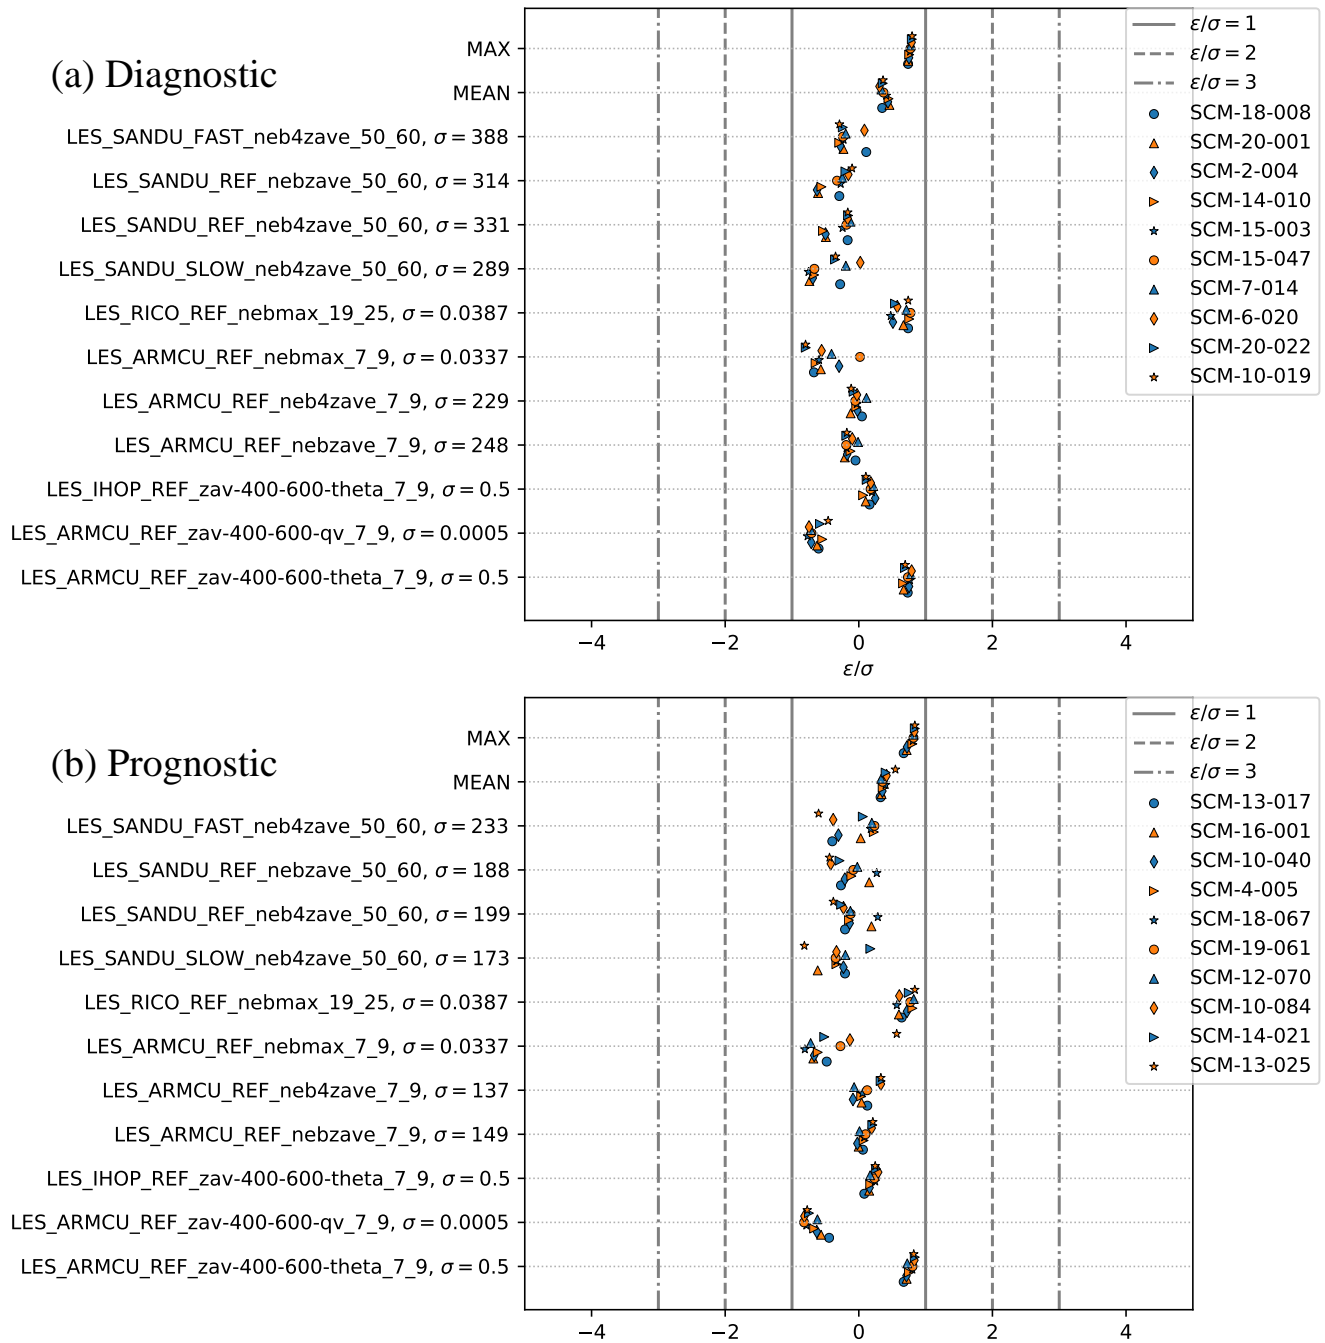 (a) Diagnostic
MAX
MEAN
LES_SANDU_FAST_neb4zave_50_60, σ = 388
LES_SANDU_REF_nebzave_50_60, σ = 314
LES_SANDU_REF_neb4zave_50_60, σ = 331
LES_SANDU_SLOW_neb4zave_50_60, σ = 289
LES_RICO_REF_nebmax_19_25, σ = 0.0387
LES_ARMCU_REF_nebmax_7_9, σ = 0.0337
LES_ARMCU_REF_neb4zave_7_9, σ = 229
LES_ARMCU_REF_nebzave_7_9, σ = 248
LES_IHOP_REF_zav-400-600-theta_7_9, σ = 0.5
LES_ARMCU_REF_zav-400-600-qv_7_9, σ = 0.0005
LES_ARMCU_REF_zav-400-600-theta_7_9, σ = 0.5
−4 −2 0 2 4
ε/σ
ε/σ = 1
ε/σ = 2
ε/σ = 3
SCM-18-008
SCM-20-001
SCM-2-004
SCM-14-010
SCM-15-003
SCM-15-047
SCM-7-014
SCM-6-020
SCM-20-022
SCM-10-019
(b) Prognostic
MAX
MEAN
LES_SANDU_FAST_neb4zave_50_60, σ = 233
LES_SANDU_REF_nebzave_50_60, σ = 188
LES_SANDU_REF_neb4zave_50_60, σ = 199
LES_SANDU_SLOW_neb4zave_50_60, σ = 173
LES_RICO_REF_nebmax_19_25, σ = 0.0387
LES_ARMCU_REF_nebmax_7_9, σ = 0.0337
LES_ARMCU_REF_neb4zave_7_9, σ = 137
LES_ARMCU_REF_nebzave_7_9, σ = 149
LES_IHOP_REF_zav-400-600-theta_7_9, σ = 0.5
LES_ARMCU_REF_zav-400-600-qv_7_9, σ = 0.0005
LES_ARMCU_REF_zav-400-600-theta_7_9, σ = 0.5
−4 −2 0 2 4
ε/σ = 1
ε/σ = 2
ε/σ = 3
SCM-13-017
SCM-16-001
SCM-10-040
SCM-4-005
SCM-18-067
SCM-19-061
SCM-12-070
SCM-10-084
SCM-14-021
SCM-13-025